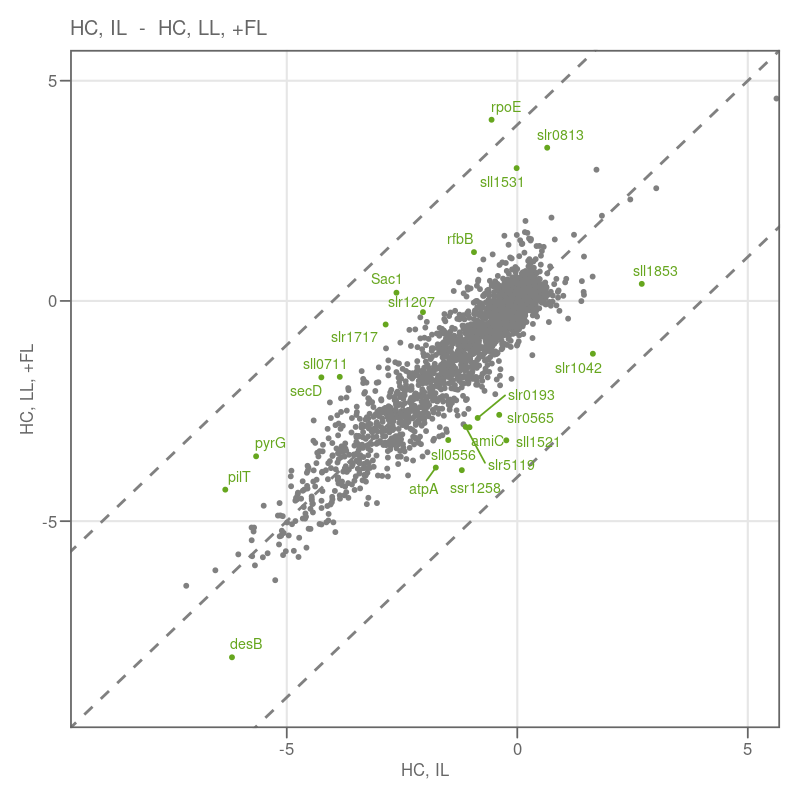 HC, IL - HC, LL, +FL
5
rpoE
slr0813
sll1531
rfbB
sll1853
Sac1
0
slr1207
slr1717
sll0711
slr1042
HC, LL, +FL
secD
slr0193
slr0565
pyrG
amiC
sll1521
sll0556
slr5119
pilT
atpA
ssr1258
-5
desB
-5
0
5
HC, IL